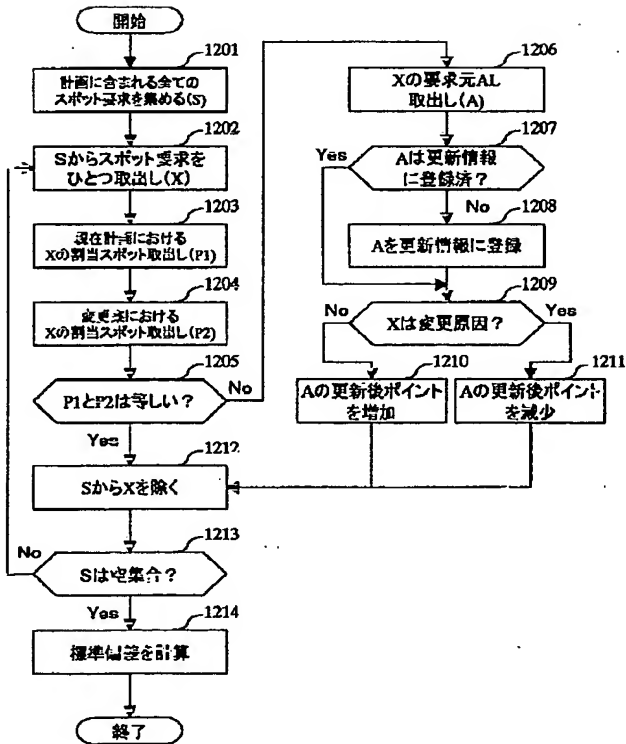 開始
1201
計画に含まれる全ての
スポット要求を集める(S)
1202
Sからスポット要求を
ひとつ取出し(X)
1203
現在計画における
Xの割当スポット取出し(P1)
1204
変更案における
Xの割当スポット取出し(P2)
1205
P1とP2は等しい?
No
Yes
1206
Xの要求元AL
取出し(A)
1207
Aは更新情報
に登録済?
Yes
No
1208
Aを更新情報に登録
1209
Xは変更原因?
No
Yes
1210
Aの更新後ポイント
を増加
1211
Aの更新後ポイント
を減少
1212
SからXを除く
1213
Sは空集合?
No
Yes
1214
標準偏差を計算
終了